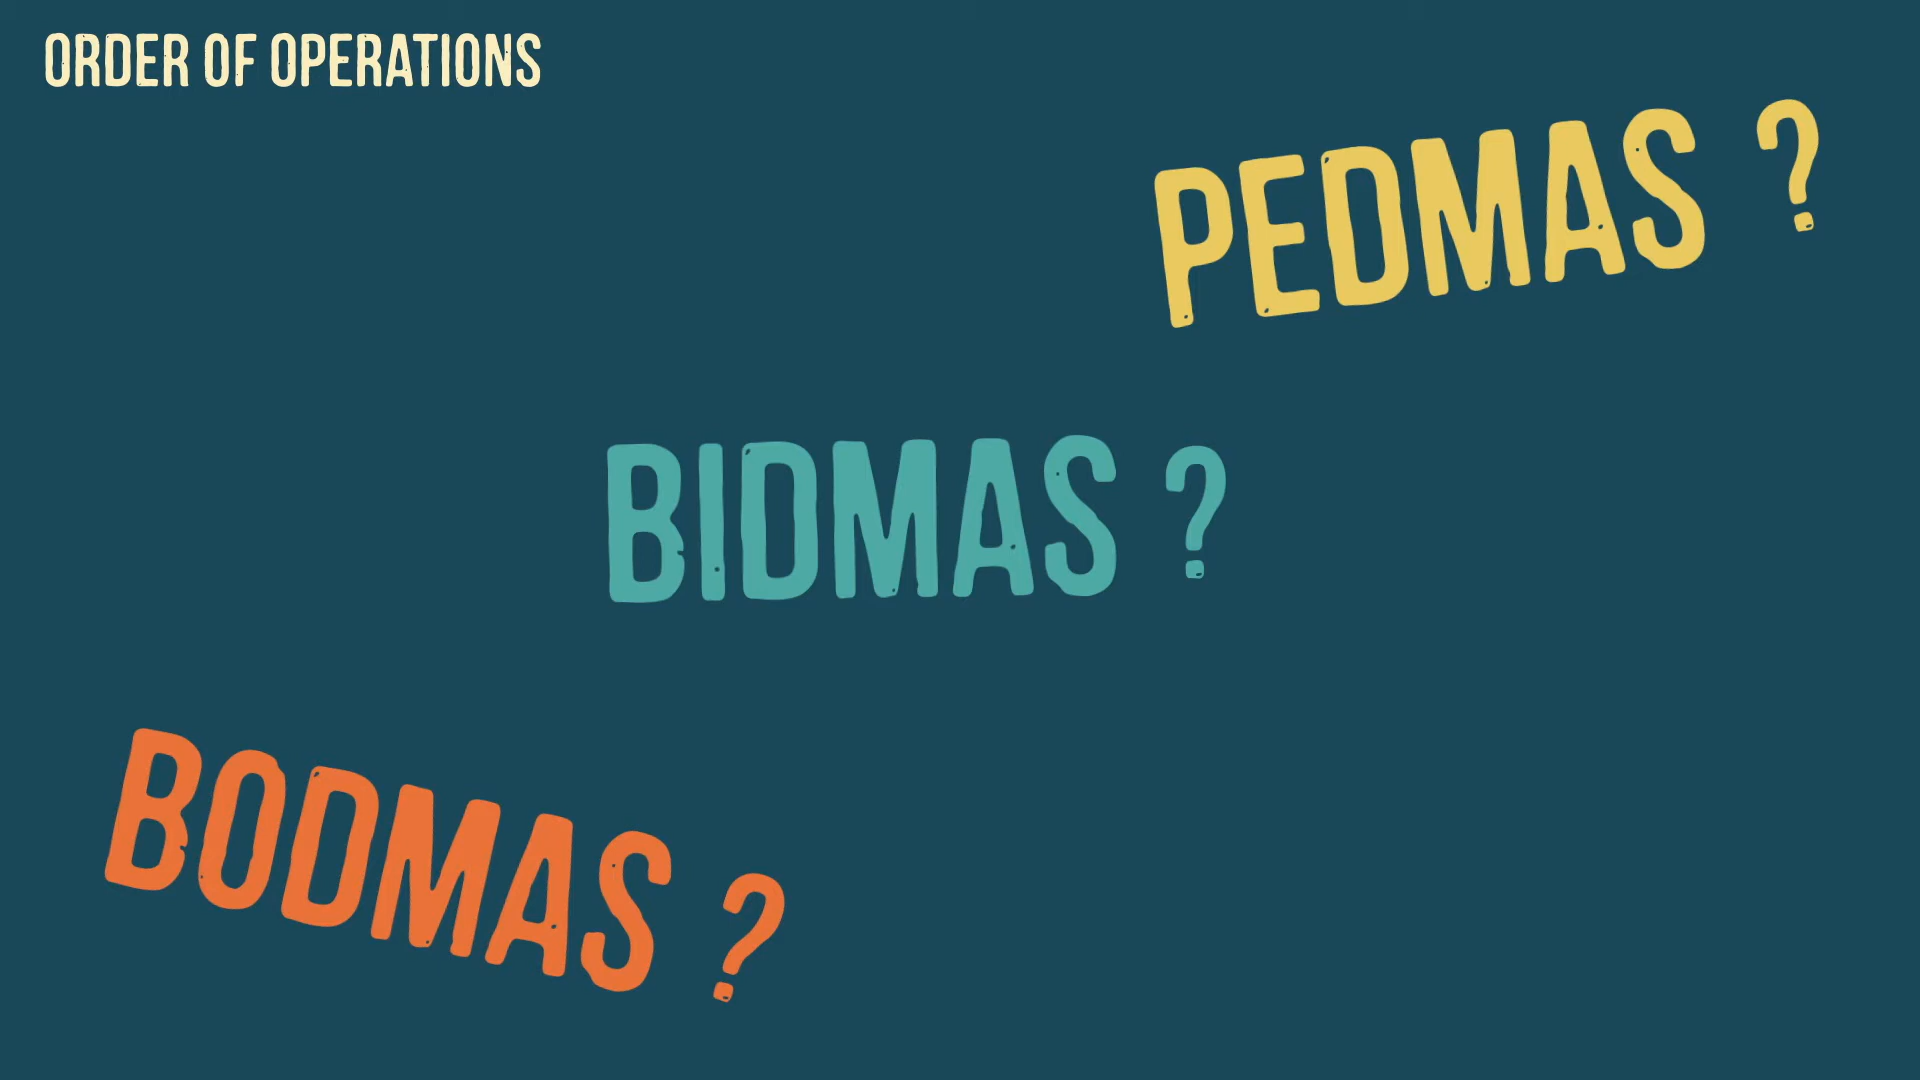 ORDER OF OPERATIONS
PEDMAS ?
BIDMAS ?
BODMAS ?